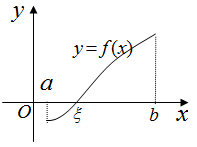 y
y = f(x)
a
O ξ b x